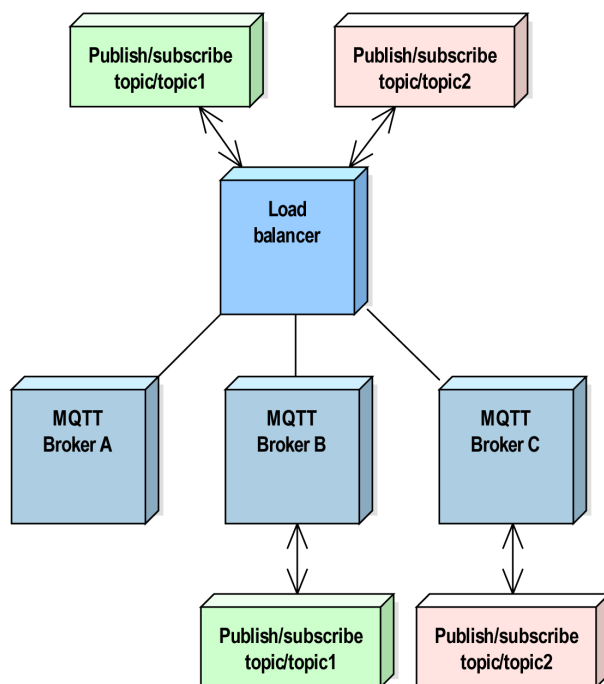 Publish/subscribe
topic/topic1
Publish/subscribe
topic/topic2
Load
balancer
MQTT
Broker A
MQTT
Broker B
MQTT
Broker C
Publish/subscribe
topic/topic1
Publish/subscribe
topic/topic2